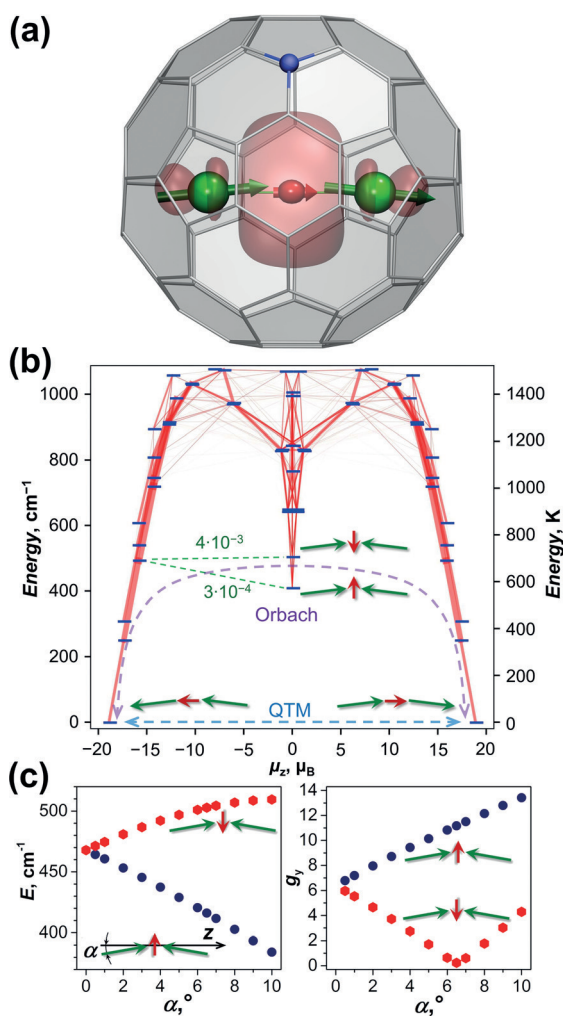 (a)
(b)
Energy, cm⁻¹
1000
800
600
400
200
0
1400
1200
1000
800
600
400
200
0
Energy, K
4·10⁻³
3·10⁻⁴
Orbach
QTM
−20 −15 −10 −5 0 5 10 15 20
μz, μB
(c)
E, cm⁻¹
510
450
390
α
z
0 2 4 6 8 10
α,°
gy
14
12
10
8
6
4
2
0
0 2 4 6 8 10
α,°